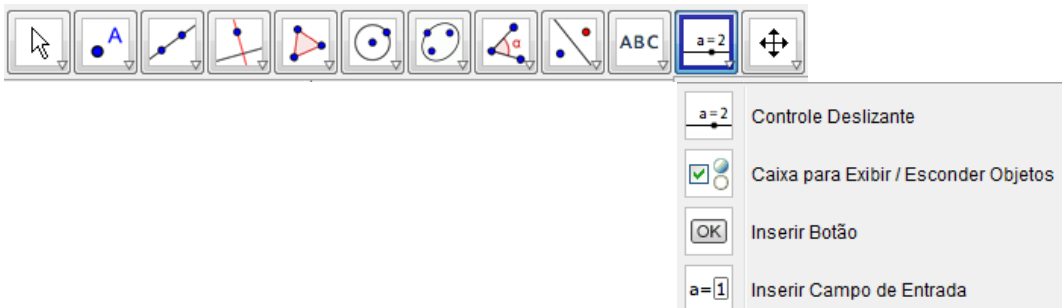 A
α
ABC
a=2
a=2 Controle Deslizante
Caixa para Exibir / Esconder Objetos
OK Inserir Botão
a=1 Inserir Campo de Entrada